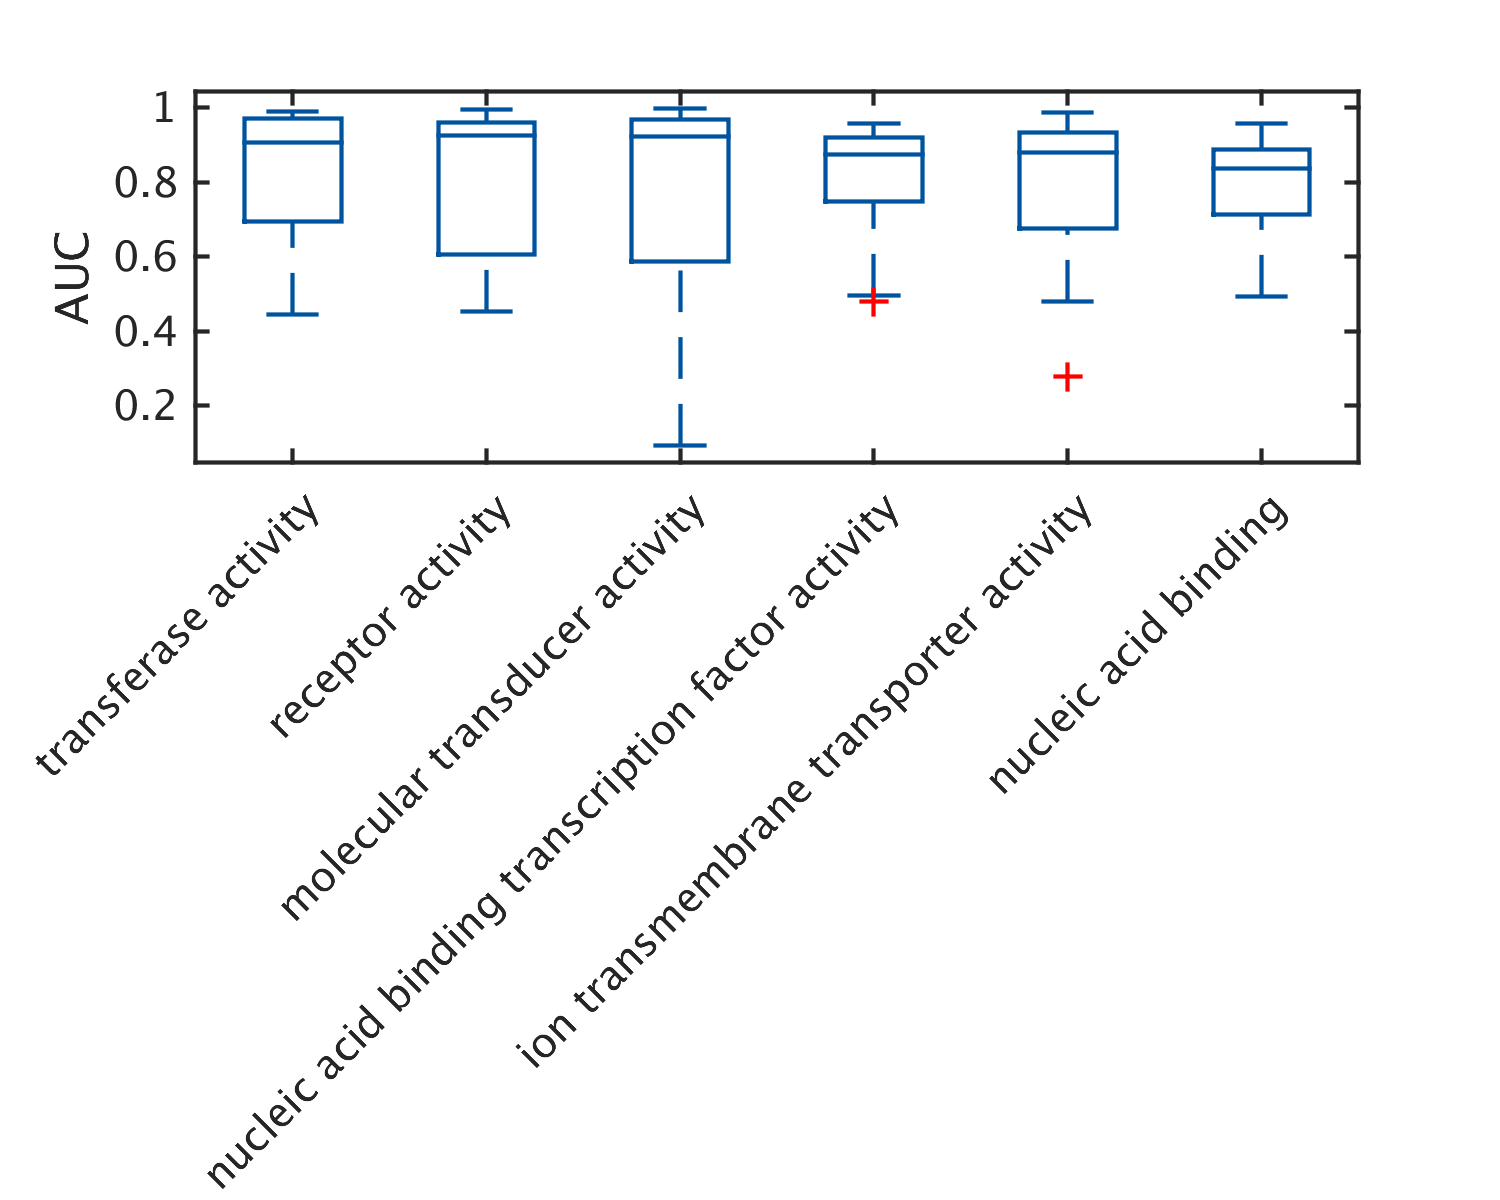 1
0.8
0.6
0.4
0.2
AUC
transferase activity
receptor activity
molecular transducer activity
nucleic acid binding transcription factor activity
ion transmembrane transporter activity
nucleic acid binding